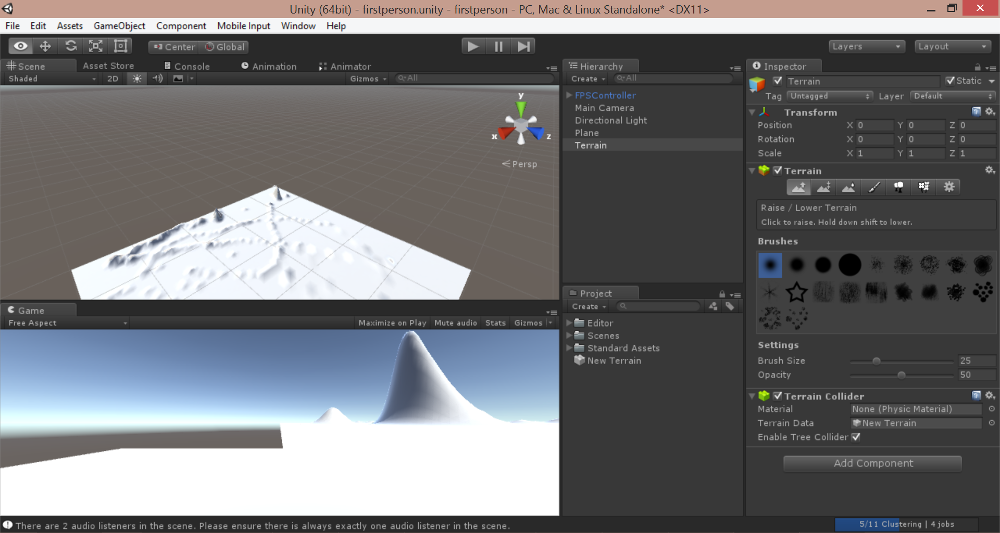 Unity (64bit) - firstperson.unity - firstperson - PC, Mac & Linux Standalone* <DX11>
File Edit Assets GameObject Component Mobile Input Window Help
Center Global Layers Layout
Scene Asset Store Console Animation Animator
Shaded 2D Gizmos All
y
x z
Persp
Game
Free Aspect Maximize on Play Mute audio Stats Gizmos
Hierarchy
Create All
FPSController
Main Camera
Directional Light
Plane
Terrain
Project
Create
Editor
Scenes
Standard Assets
New Terrain
Inspector
Terrain Static
Tag Untagged Layer Default
Transform
Position X 0 Y 0 Z 0
Rotation X 0 Y 0 Z 0
Scale X 1 Y 1 Z 1
Terrain
Raise / Lower Terrain
Click to raise. Hold down shift to lower.
Brushes
Settings
Brush Size 25
Opacity 50
Terrain Collider
Material None (Physic Material)
Terrain Data New Terrain
Enable Tree Collider
Add Component
There are 2 audio listeners in the scene. Please ensure there is always exactly one audio listener in the scene.
5/11 Clustering | 4 jobs